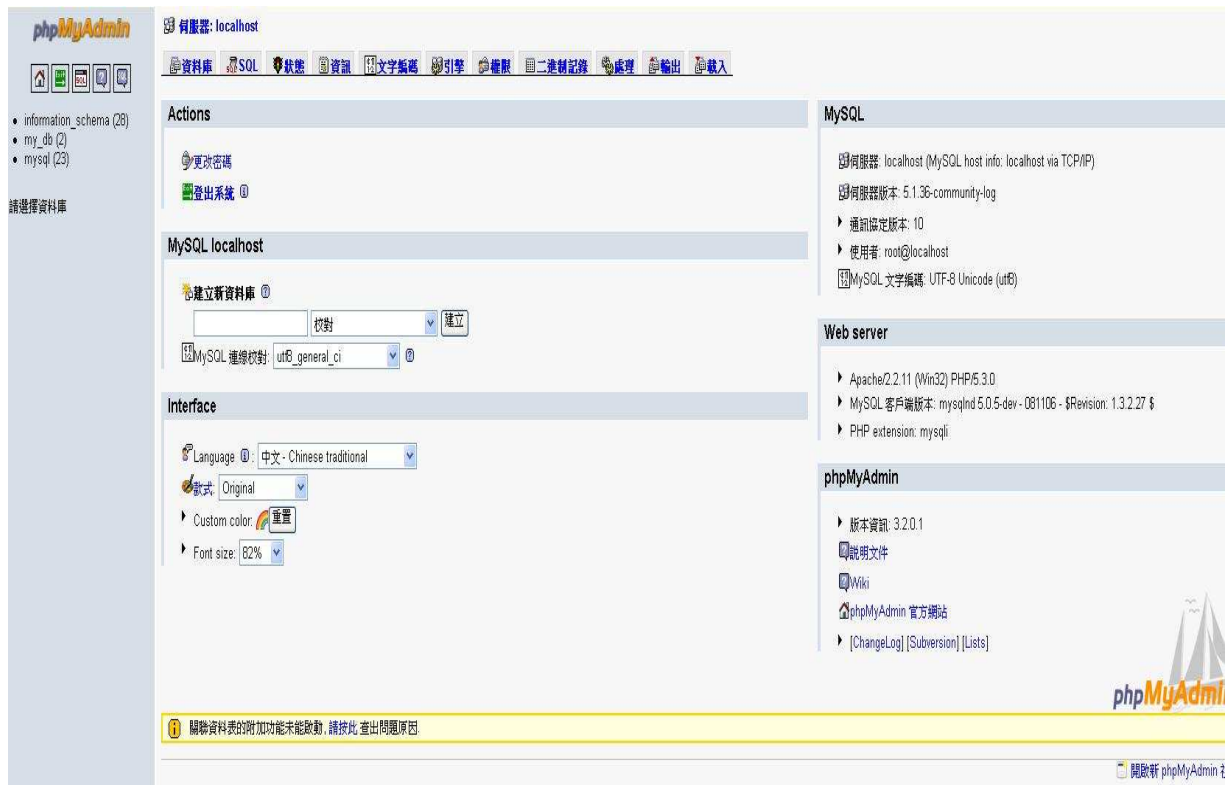 phpMyAdmin
information_schema (28)
my_db (2)
mysql (23)
請選擇資料庫
伺服器: localhost
資料庫 SQL 狀態 資訊 文字編碼 引擎 權限 二進制記錄 處理 輸出 載入
Actions
更改密碼
登出系統
MySQL localhost
建立新資料庫
校對 建立
MySQL 連線校對: utf8_general_ci
Interface
Language : 中文 - Chinese traditional
款式: Original
Custom color: 重置
Font size: 82%
MySQL
伺服器: localhost (MySQL host info: localhost via TCP/IP)
伺服器版本: 5.1.36-community-log
通訊協定版本: 10
使用者: root@localhost
MySQL 文字編碼: UTF-8 Unicode (utf8)
Web server
Apache/2.2.11 (Win32) PHP/5.3.0
MySQL 客戶端版本: mysqlnd 5.0.5-dev - 081106 - $Revision: 1.3.2.27 $
PHP extension: mysqli
phpMyAdmin
版本資訊: 3.2.0.1
說明文件
Wiki
phpMyAdmin 官方網站
[ChangeLog] [Subversion] [Lists]
phpMyAdmin
關聯資料表的附加功能未能啟動, 請按此 查出問題原因.
開啟新 phpMyAdmin